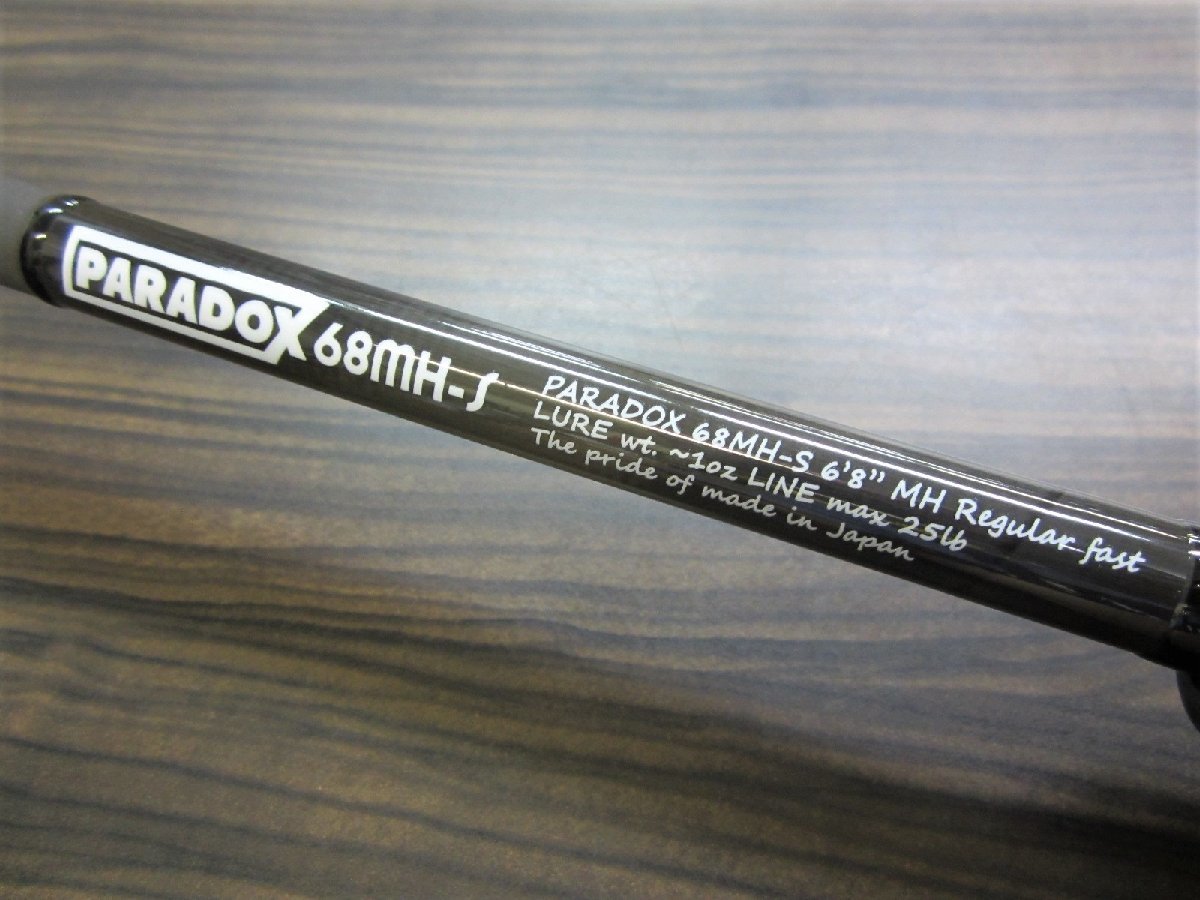 PARADOX 68MH-S
PARADOX 68MH-S 6'8” MH Regular fast
LURE wt. ~1oz LINE max 25lb
The pride of made in Japan